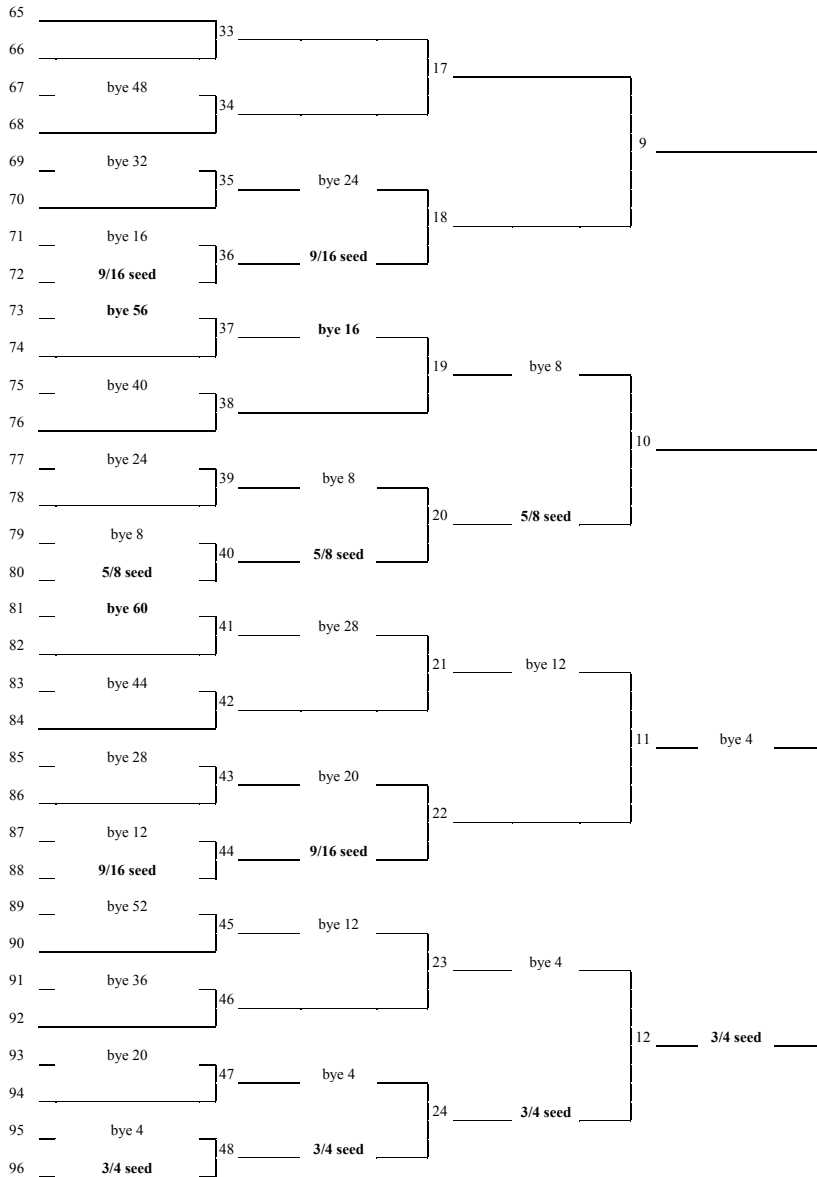 65
33
66
17
67 bye 48
34
68
9
69 bye 32
35 bye 24
70
18
71 bye 16
36 9/16 seed
72 9/16 seed
73 bye 56
37 bye 16
74
19 bye 8
75 bye 40
38
76
10
77 bye 24
39 bye 8
78
20 5/8 seed
79 bye 8
40 5/8 seed
80 5/8 seed
81 bye 60
41 bye 28
82
21 bye 12
83 bye 44
42
84
11 bye 4
85 bye 28
43 bye 20
86
22
87 bye 12
44 9/16 seed
88 9/16 seed
89 bye 52
45 bye 12
90
23 bye 4
91 bye 36
46
92
12 3/4 seed
93 bye 20
47 bye 4
94
24 3/4 seed
95 bye 4
48 3/4 seed
96 3/4 seed